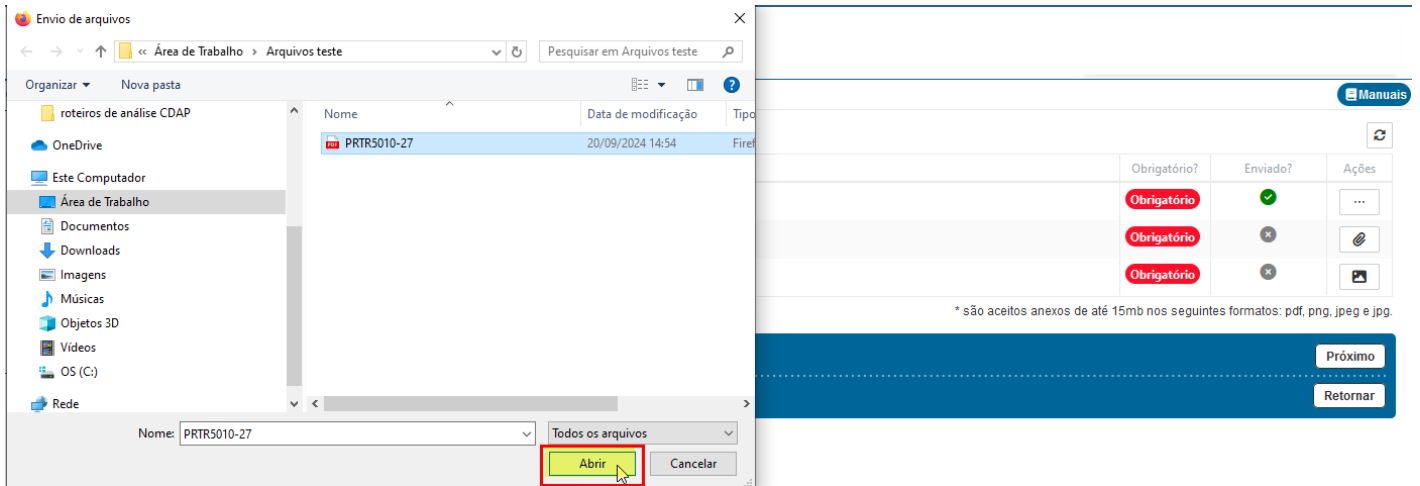 Envio de arquivos
« Área de Trabalho > Arquivos teste
Pesquisar em Arquivos teste
Organizar
Nova pasta
roteiros de análise CDAP
OneDrive
Este Computador
Área de Trabalho
Documentos
Downloads
Imagens
Músicas
Objetos 3D
Vídeos
OS (C:)
Rede
Nome
Data de modificação
Tipo
PRTR5010-27
20/09/2024 14:54
Firef
Nome:
PRTR5010-27
Todos os arquivos
Abrir
Cancelar
Manuais
Obrigatório?
Enviado?
Ações
Obrigatório
...
Obrigatório
Obrigatório
* são aceitos anexos de até 15mb nos seguintes formatos: pdf, png, jpeg e jpg.
Próximo
Retornar